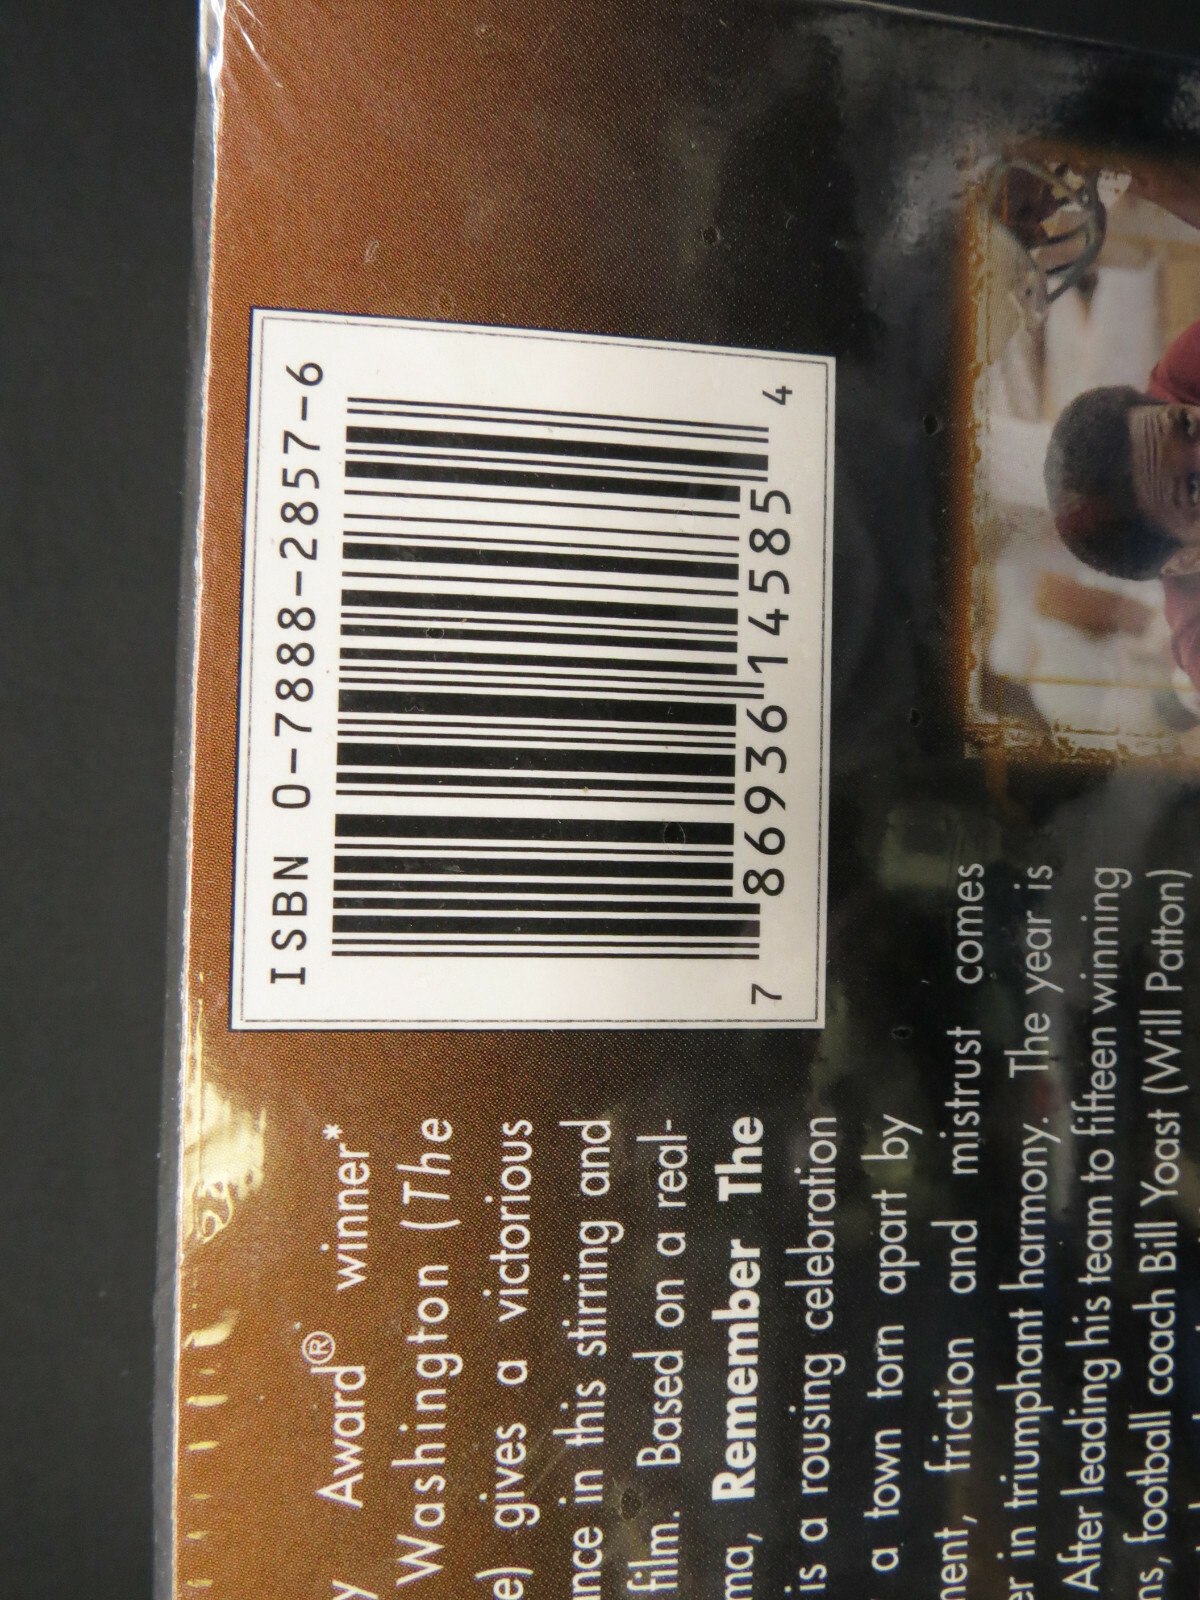 ISBN 0-7888-2857-6
7 86936 14585 4
Award® winner*
Washington (The
gives a victorious
in this stirring and
film. Based on a real-
Remember The
is a rousing celebration
a town torn apart by
friction and mistrust comes
in triumphant harmony. The year is
After leading his team to fifteen winning
football coach Bill Yoast (Will Patton)